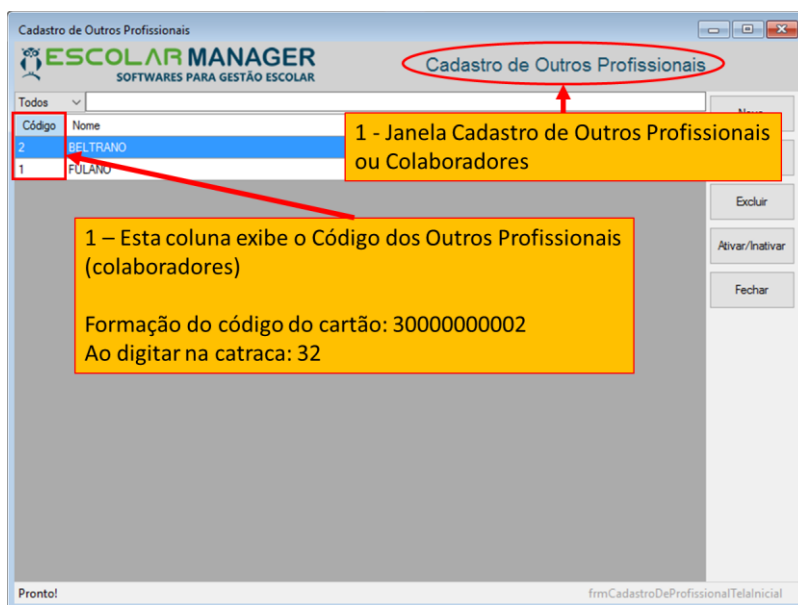 Cadastro de Outros Profissionais
ESCOLAR MANAGER
SOFTWARES PARA GESTÃO ESCOLAR
Cadastro de Outros Profissionais
Todos
Código Nome
2 BELTRANO
1 FULANO
1 - Janela Cadastro de Outros Profissionais
ou Colaboradores
1 – Esta coluna exibe o Código dos Outros Profissionais
(colaboradores)
Formação do código do cartão: 30000000002
Ao digitar na catraca: 32
Excluir
Ativar/Inativar
Fechar
Pronto!
frmCadastroDeProfissionalTelaInicial